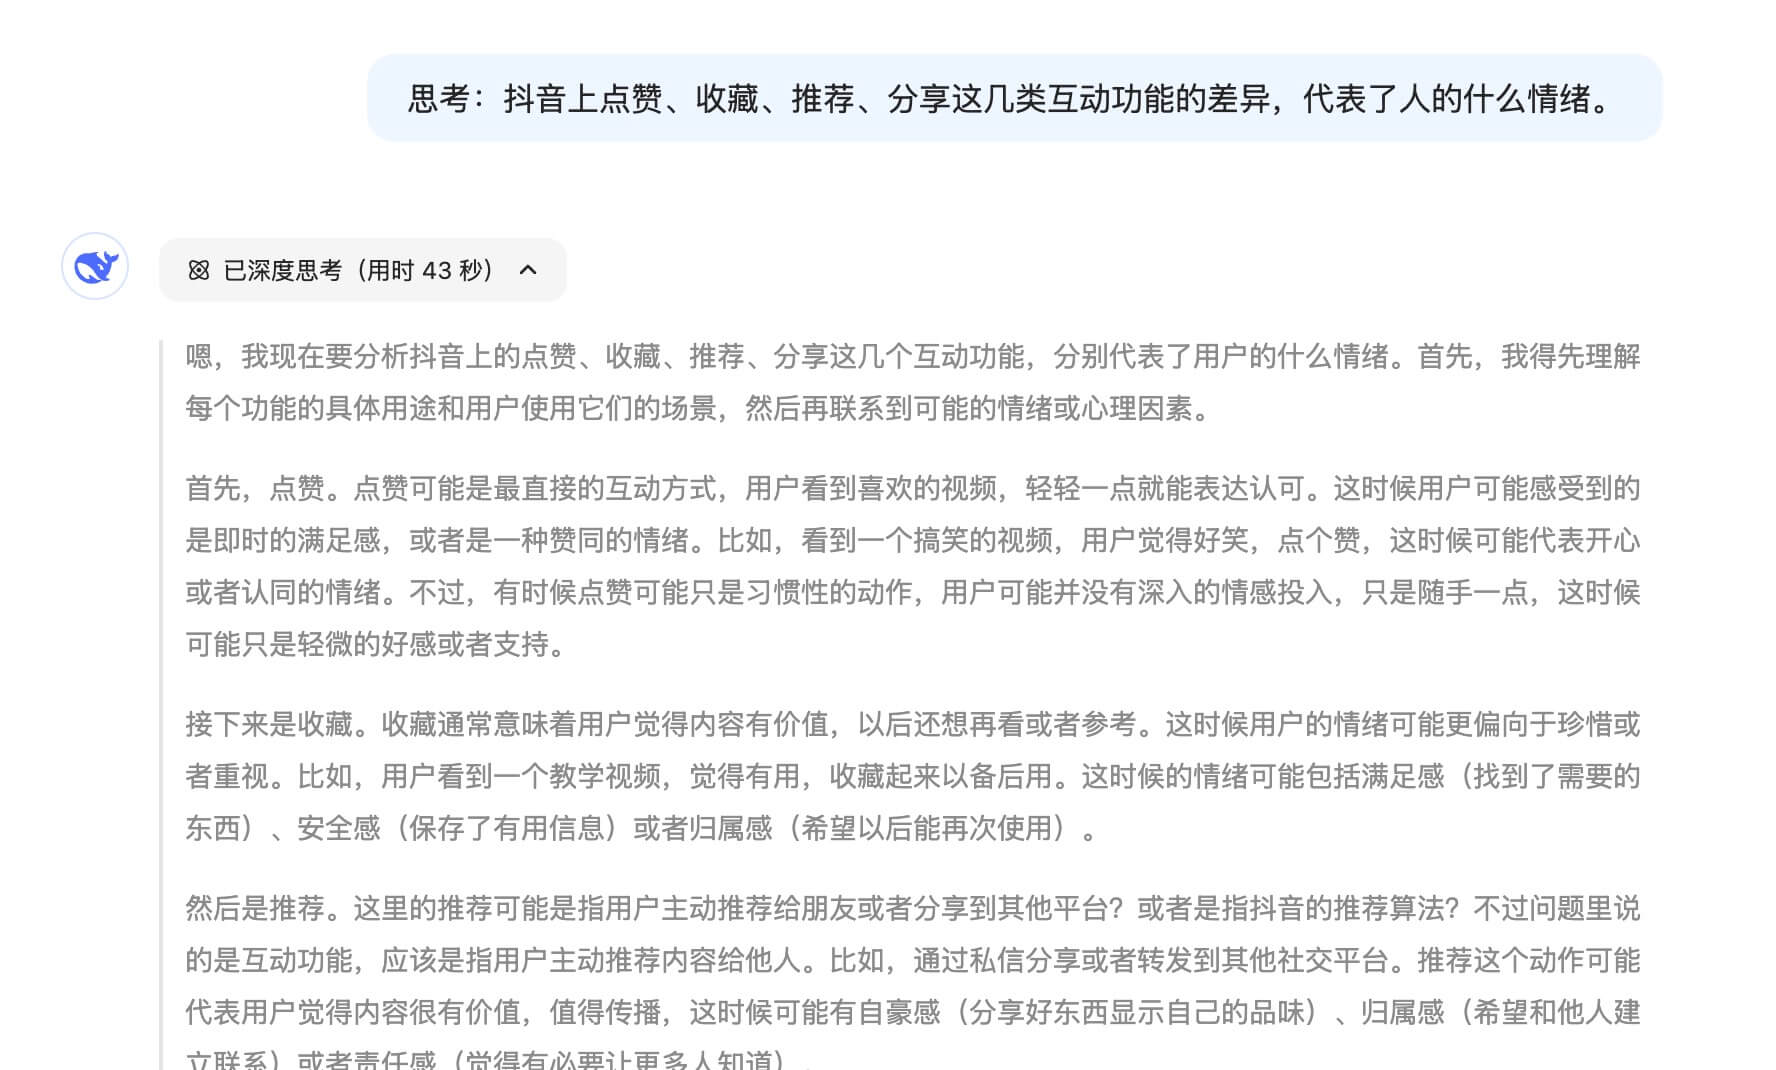 思考：抖音上点赞、收藏、推荐、分享这几类互动功能的差异，代表了人的什么情绪。
已深度思考（用时 43 秒）
嗯，我现在要分析抖音上的点赞、收藏、推荐、分享这几个互动功能，分别代表了用户的什么情绪。首先，我得先理解
每个功能的具体用途和用户使用它们的场景，然后再联系到可能的情绪或心理因素。
首先，点赞。点赞可能是最直接的互动方式，用户看到喜欢的视频，轻轻一点就能表达认可。这时候用户可能感受到的
是即时的满足感，或者是一种赞同的情绪。比如，看到一个搞笑的视频，用户觉得好笑，点个赞，这时候可能代表开心
或者认同的情绪。不过，有时候点赞可能只是习惯性的动作，用户可能并没有深入的情感投入，只是随手一点，这时候
可能只是轻微的好感或者支持。
接下来是收藏。收藏通常意味着用户觉得内容有价值，以后还想再看或者参考。这时候用户的情绪可能更偏向于珍惜或
者重视。比如，用户看到一个教学视频，觉得有用，收藏起来以备后用。这时候的情绪可能包括满足感（找到了需要的
东西）、安全感（保存了有用信息）或者归属感（希望以后能再次使用）。
然后是推荐。这里的推荐可能是指用户主动推荐给朋友或者分享到其他平台？或者是指抖音的推荐算法？不过问题里说
的是互动功能，应该是指用户主动推荐内容给他人。比如，通过私信分享或者转发到其他社交平台。推荐这个动作可能
代表用户觉得内容很有价值，值得传播，这时候可能有自豪感（分享好东西显示自己的品味）、归属感（希望和他人建
立联系）或者责任感（觉得有必要让更多人知道）。